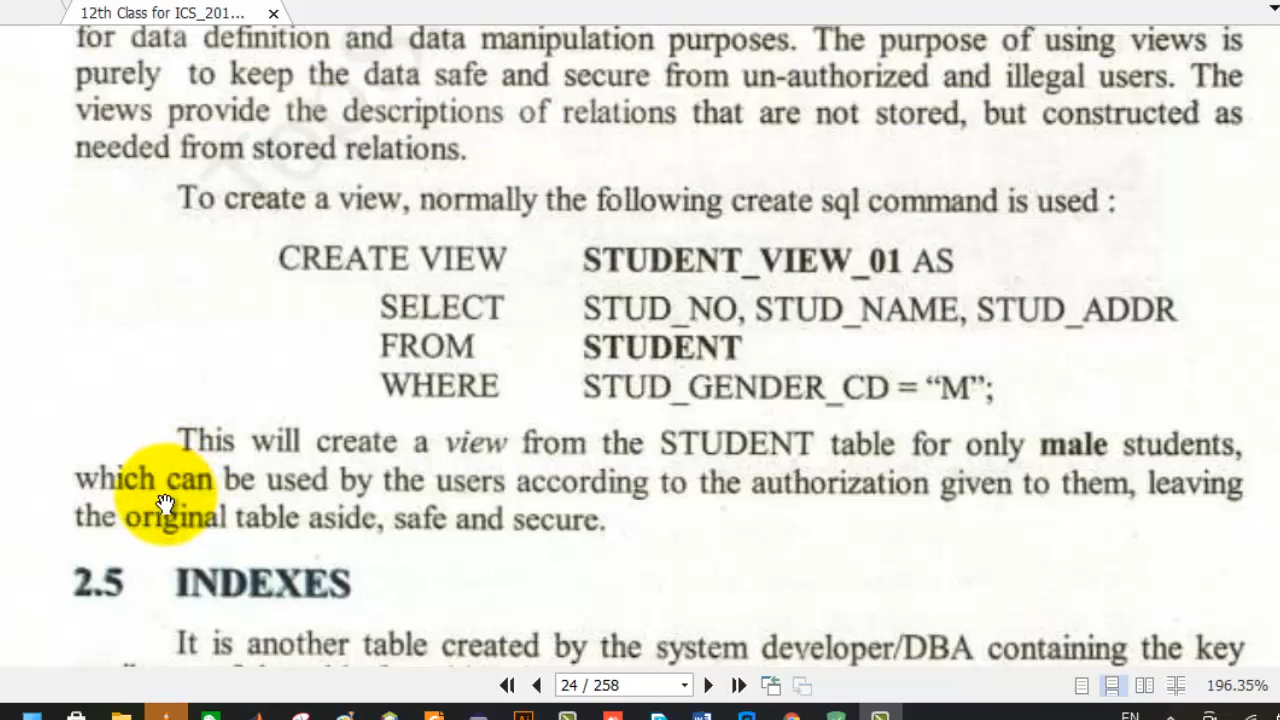 12th Class for ICS_201...
for data definition and data manipulation purposes. The purpose of using views is
purely to keep the data safe and secure from un-authorized and illegal users. The
views provide the descriptions of relations that are not stored, but constructed as
needed from stored relations.
To create a view, normally the following create sql command is used :
CREATE VIEW STUDENT_VIEW_01 AS
SELECT STUD_NO, STUD_NAME, STUD_ADDR
FROM STUDENT
WHERE STUD_GENDER_CD = “M”;
This will create a view from the STUDENT table for only male students,
which can be used by the users according to the authorization given to them, leaving
the original table aside, safe and secure.
2.5 INDEXES
It is another table created by the system developer/DBA containing the key
24 / 258
196.35%